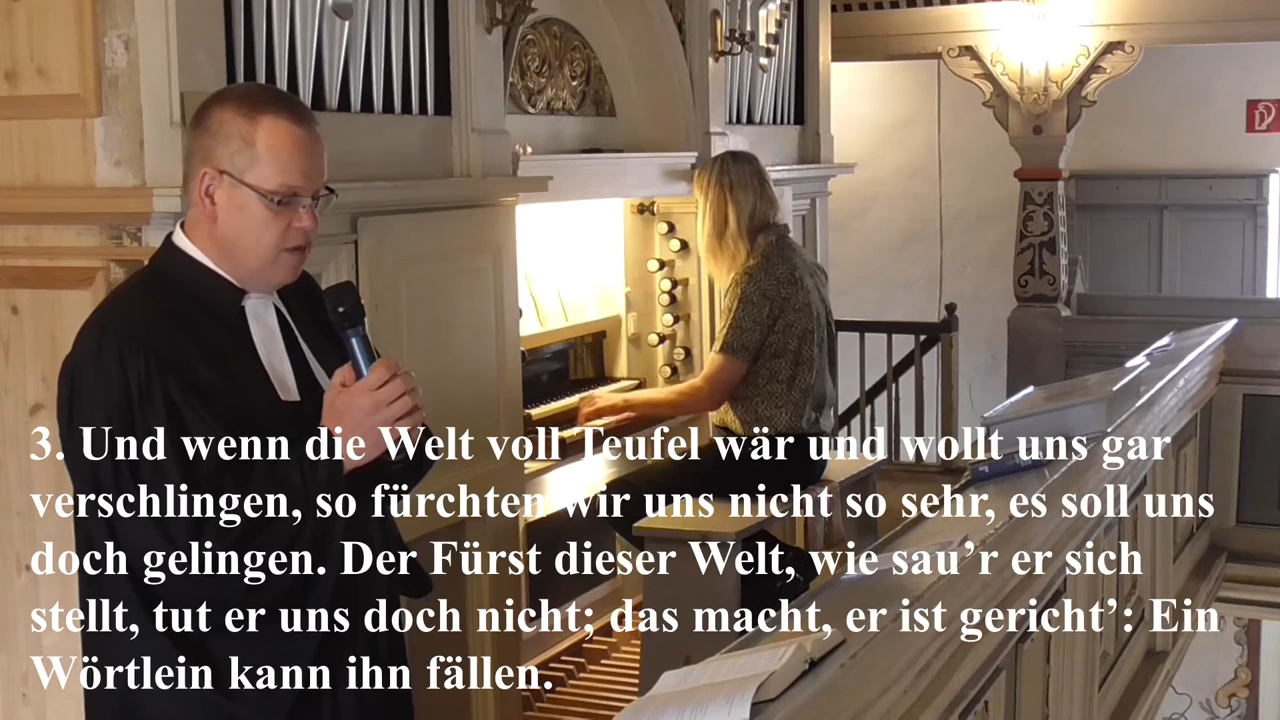 3. Und wenn die Welt voll Teufel wär und wollt uns gar
verschlingen, so fürchten wir uns nicht so sehr, es soll uns
doch gelingen. Der Fürst dieser Welt, wie sau’r er sich
stellt, tut er uns doch nicht; das macht, er ist gericht’: Ein
Wörtlein kann ihn fällen.